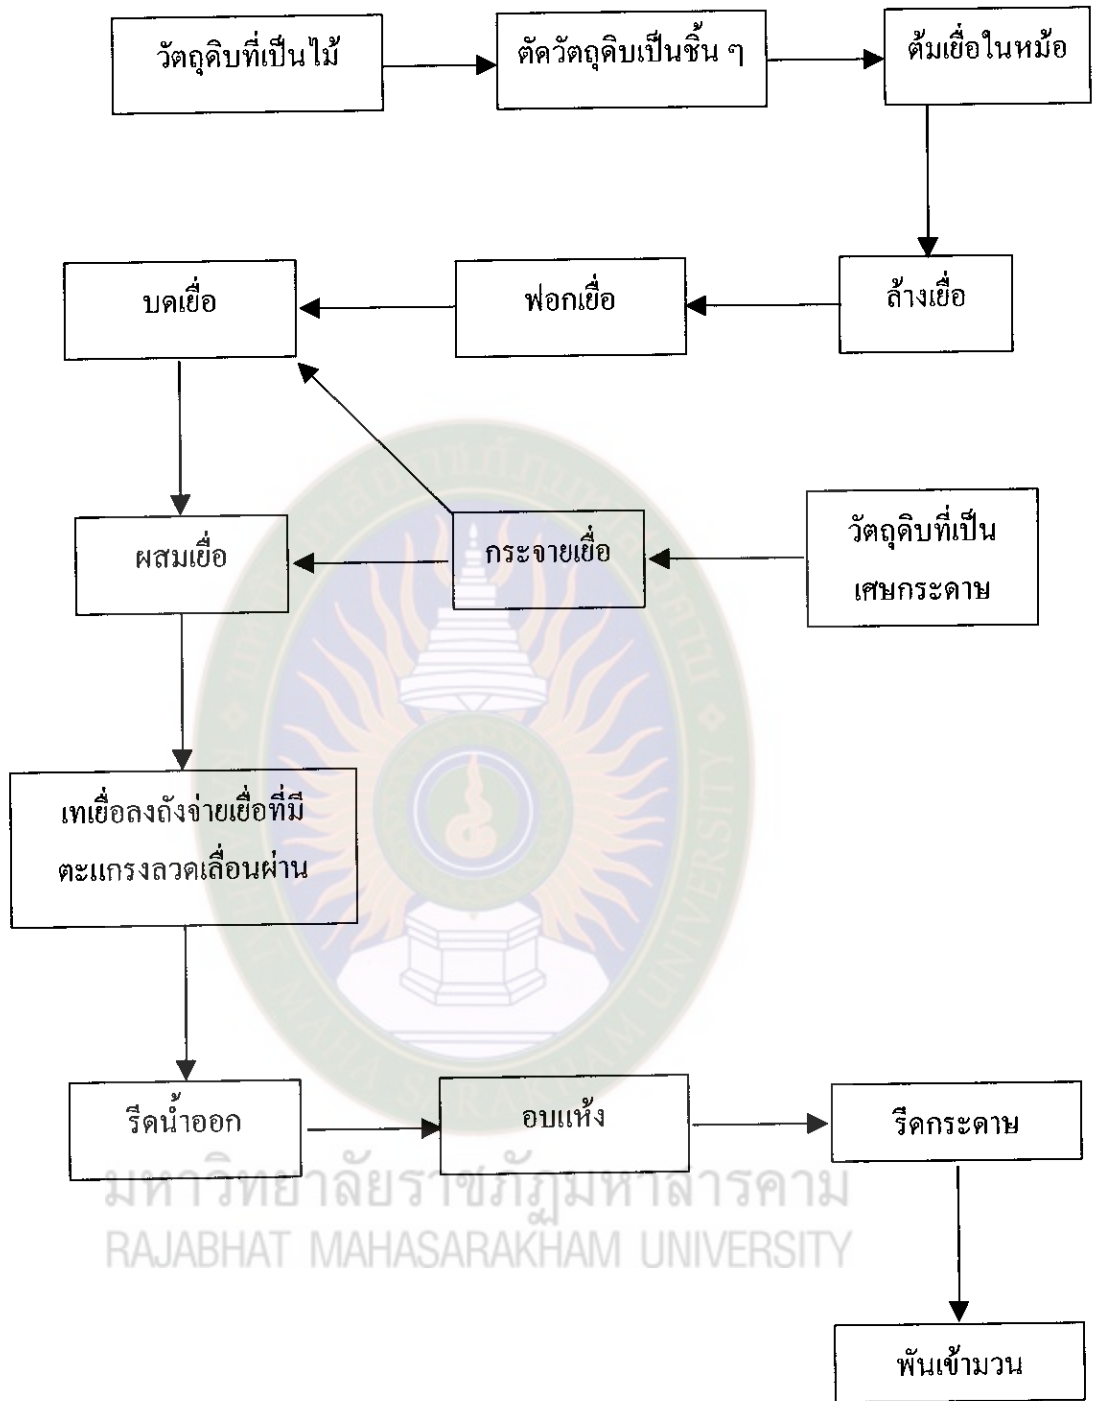 วัตถุดิบที่เป็นไม้
ตัดวัตถุดิบเป็นชิ้น ๆ
ต้มเยื่อในหม้อ
บดเยื่อ
ฟอกเยื่อ
ล้างเยื่อ
ผสมเยื่อ
กระจายเยื่อ
วัตถุดิบที่เป็น
เศษกระดาษ
เทเยื่อลงถังจ่ายเยื่อที่มี
ตะแกรงลวดเลื่อนผ่าน
รีดน้ำออก
อบแห้ง
รีดกระดาษ
พันเข้ามวน
มหาวิทยาลัยราชภัฏมหาสารคาม
RAJABHAT MAHASARAKHAM UNIVERSITY